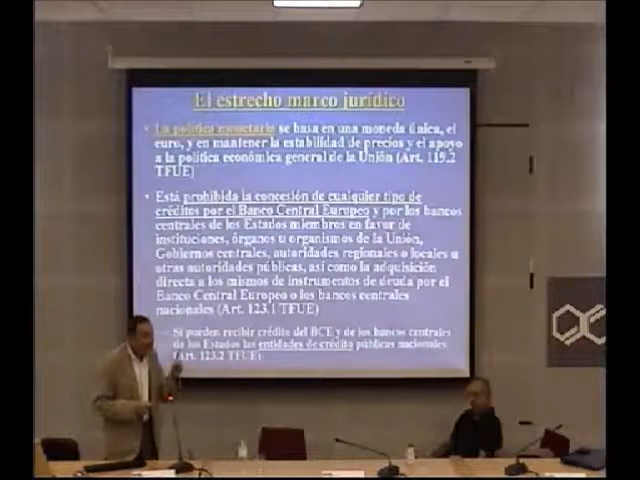 El estrecho marco jurídico
• La política monetaria se basa en una moneda única, el
euro, y en mantener la estabilidad de precios y el apoyo
a la política económica general de la Unión (Art. 119.2
TFUE)
• Está prohibida la concesión de cualquier tipo de
créditos por el Banco Central Europeo y por los bancos
centrales de los Estados miembros en favor de
instituciones, órganos u organismos de la Unión,
Gobiernos centrales, autoridades regionales o locales u
otras autoridades públicas, así como la adquisición
directa a los mismos de instrumentos de deuda por el
Banco Central Europeo o los bancos centrales
nacionales (Art. 123.1 TFUE)
– Sí pueden recibir crédito del BCE y de los bancos centrales
de los Estados las entidades de crédito públicas nacionales
(Art. 123.2 TFUE)